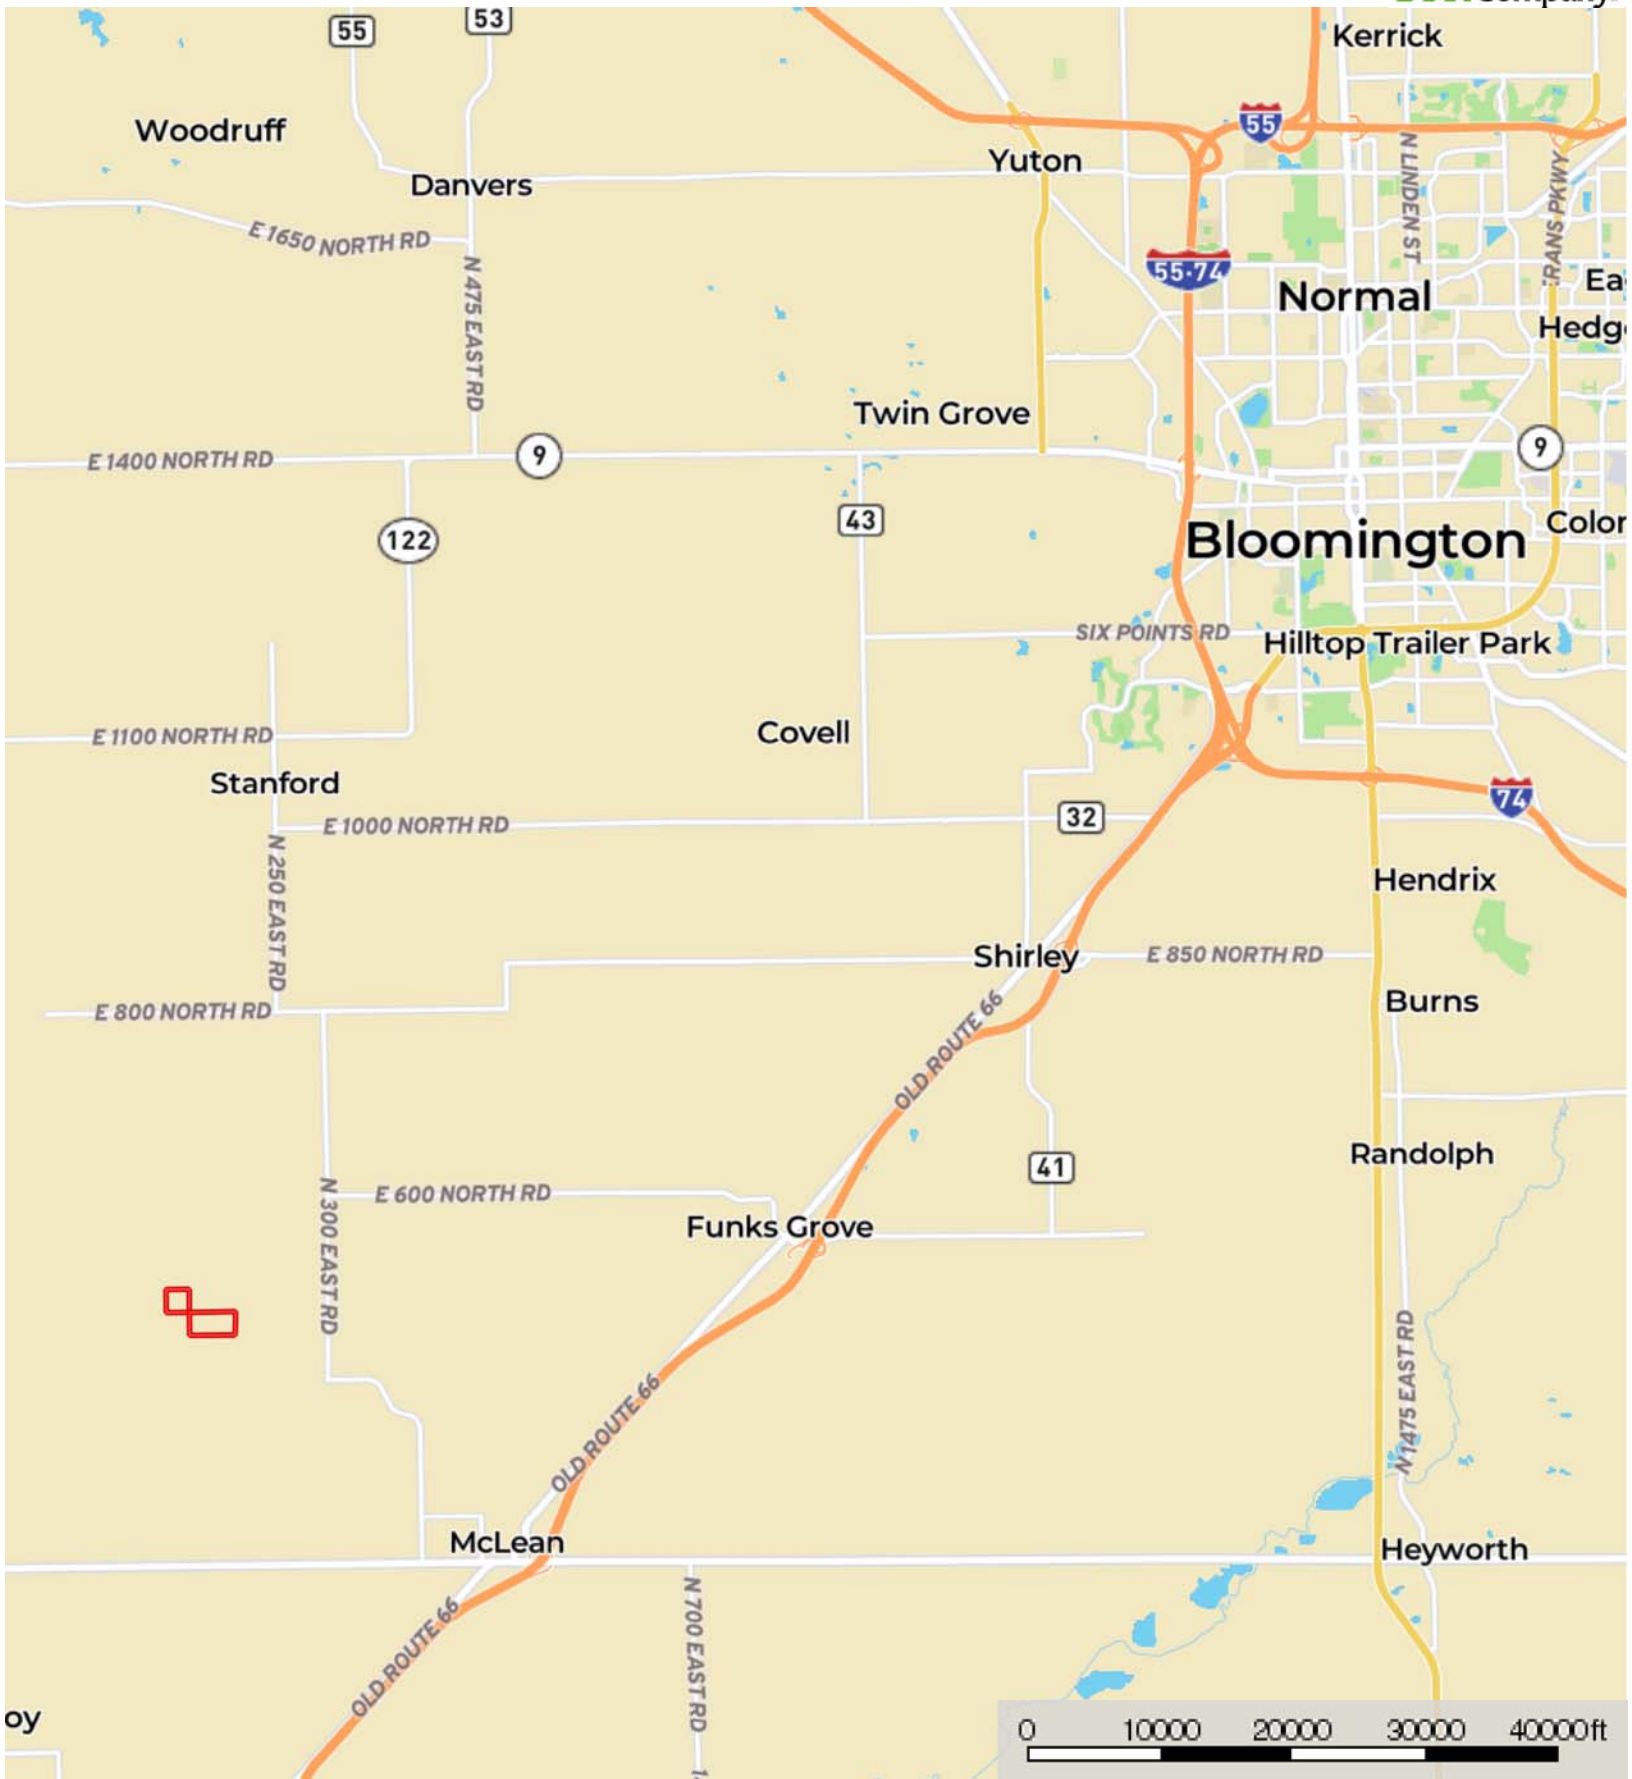 Company
55
53
Kerrick
Woodruff
55
Yuton
Danvers
N LINDEN ST
E 1650 NORTH RD
N 475 EAST RD
55·74
Normal
Twin Grove
E 1400 NORTH RD
9
9
43
122
Bloomington
SIX POINTS RD
Hilltop Trailer Park
E 1100 NORTH RD
Covell
Stanford
74
E 1000 NORTH RD
32
N 250 EAST RD
Hendrix
Shirley
E 850 NORTH RD
E 800 NORTH RD
Burns
OLD ROUTE 66
Randolph
41
E 600 NORTH RD
N 300 EAST RD
Funks Grove
N 1475 EAST RD
OLD ROUTE 66
McLean
Heyworth
OLD ROUTE 66
N 700 EAST RD
oy
0 10000 20000 30000 40000ft